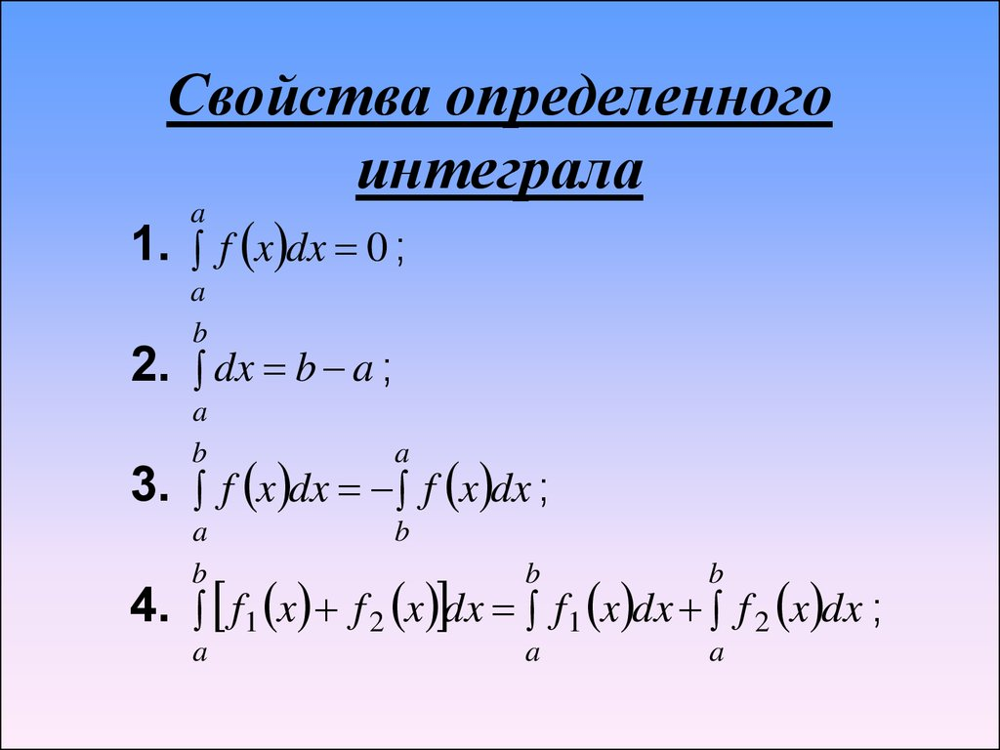 Свойства определенного
интеграла
1. ∫ₐᵃ f(x)dx = 0 ;
2. ∫ₐᵇ dx = b − a ;
3. ∫ₐᵇ f(x)dx = −∫_b^a f(x)dx ;
4. ∫ₐᵇ [f₁(x) + f₂(x)]dx = ∫ₐᵇ f₁(x)dx + ∫ₐᵇ f₂(x)dx ;